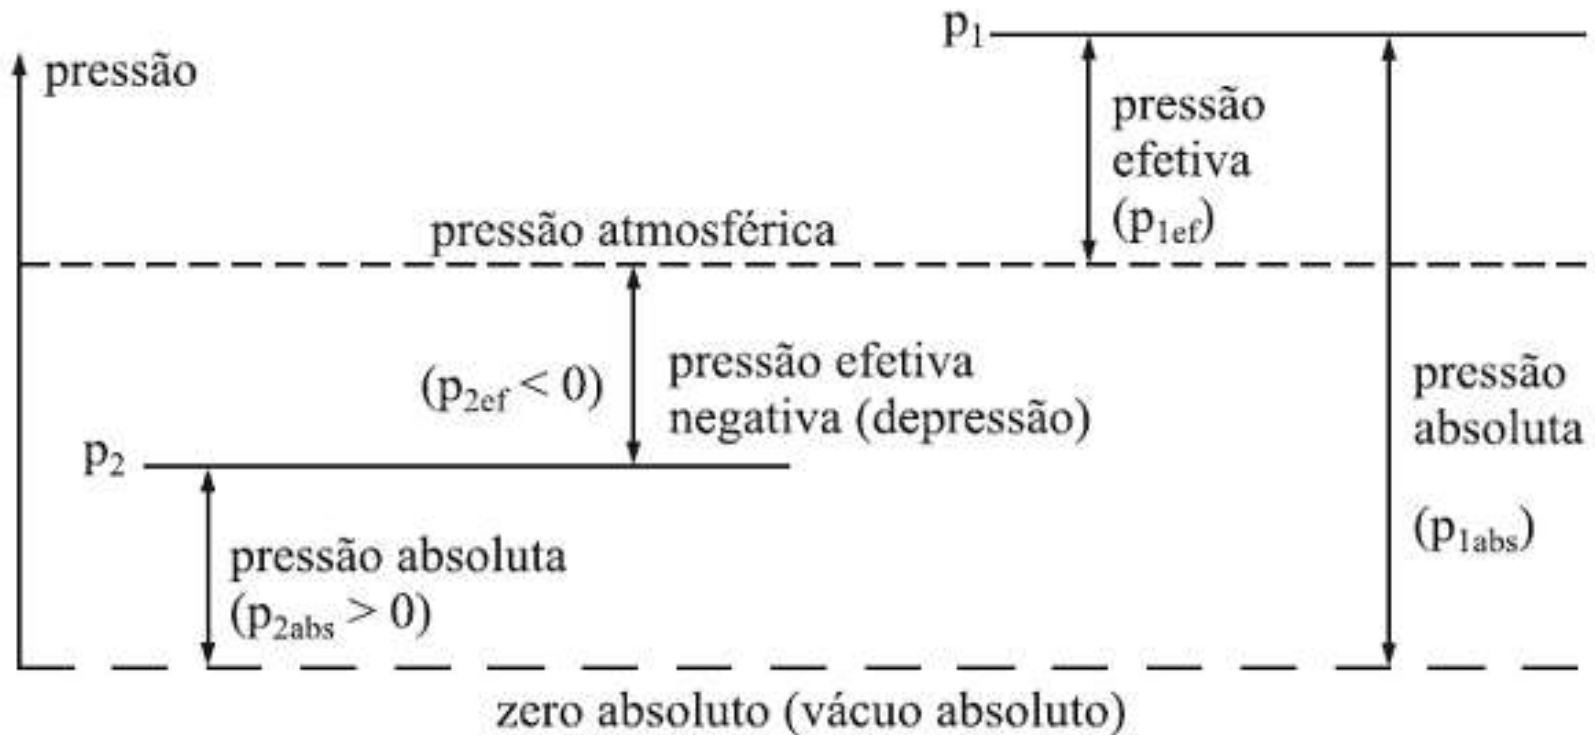 p₁
pressão
pressão
efetiva
(p₁ef)
pressão atmosférica
(p₂ef < 0)
pressão efetiva
negativa (depressão)
pressão
absoluta
(p₁abs)
p₂
pressão absoluta
(p₂abs > 0)
zero absoluto (vácuo absoluto)